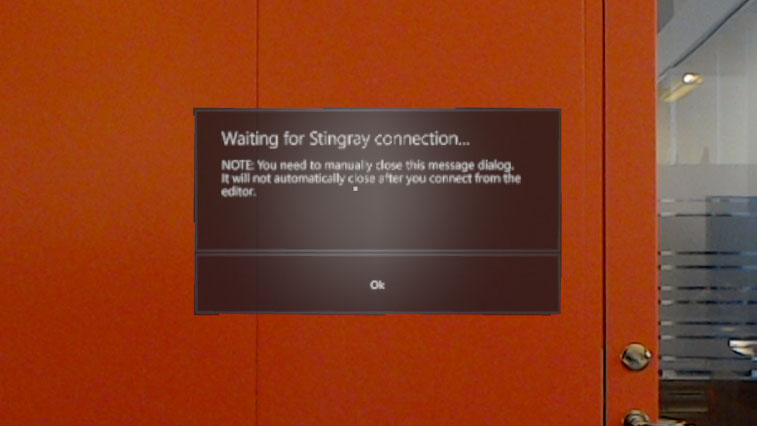 Waiting for Stingray connection...
NOTE: You need to manually close this message dialog.
It will not automatically close after you connect from the
editor.
Ok